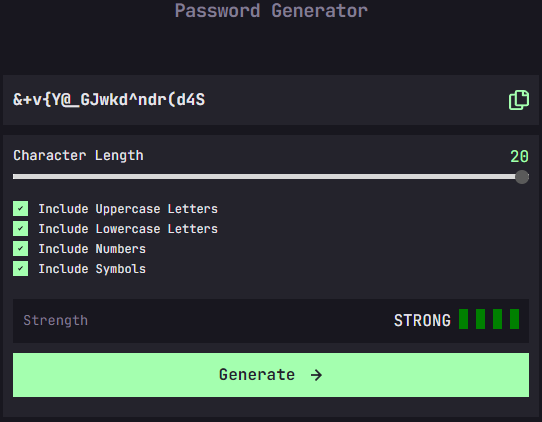 Password Generator
&+v{Y@_GJwkd^ndr(d4S
Character Length
20
Include Uppercase Letters
Include Lowercase Letters
Include Numbers
Include Symbols
Strength
STRONG
Generate →